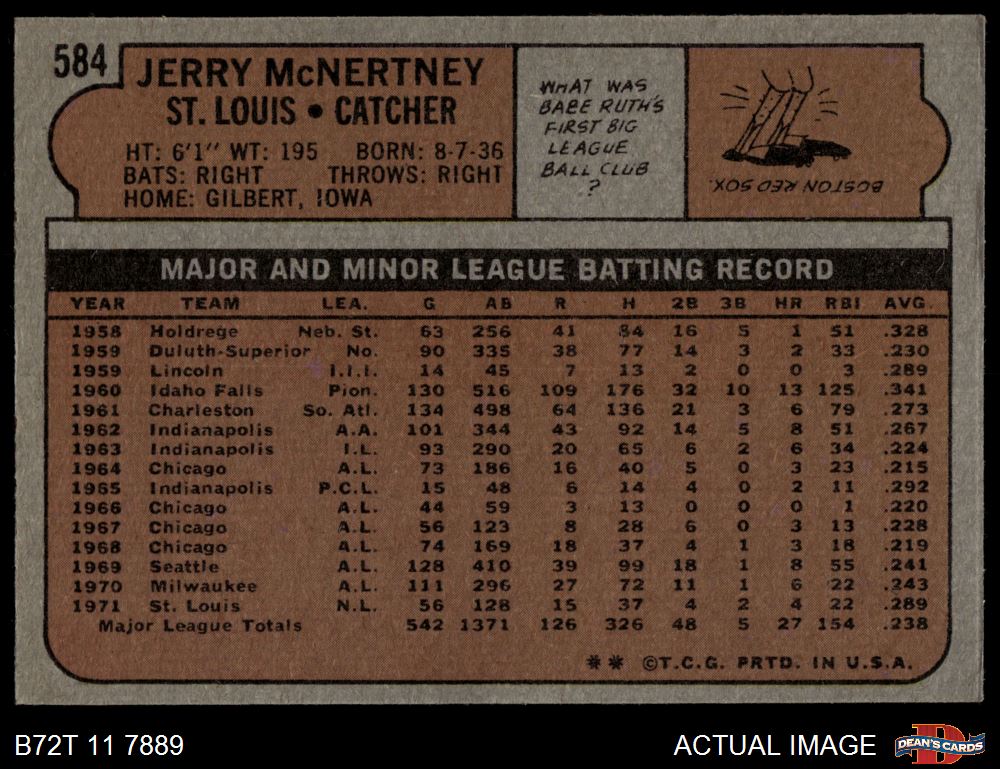 584
JERRY McNERTNEY
ST. LOUIS • CATCHER
HT: 6'1" WT: 195 BORN: 8-7-36
BATS: RIGHT THROWS: RIGHT
HOME: GILBERT, IOWA
WHAT WAS
BABE RUTH'S
FIRST BIG
LEAGUE
BALL CLUB
?
BOSTON RED SOX.
MAJOR AND MINOR LEAGUE BATTING RECORD
YEAR TEAM LEA. G AB R H 2B 3B HR RBI AVG.
1958 Holdrege Neb. St. 63 256 41 84 16 5 1 51 .328
1959 Duluth-Superior No. 90 335 38 77 14 3 2 33 .230
1959 Lincoln I.I.I. 14 45 7 13 2 0 0 3 .289
1960 Idaho Falls Pion. 130 516 109 176 32 10 13 125 .341
1961 Charleston So. Atl. 134 498 64 136 21 3 6 79 .273
1962 Indianapolis A.A. 101 344 43 92 14 5 8 51 .267
1963 Indianapolis I.L. 93 290 20 65 6 2 6 34 .224
1964 Chicago A.L. 73 186 16 40 5 0 3 23 .215
1965 Indianapolis P.C.L. 15 48 6 14 4 0 2 11 .292
1966 Chicago A.L. 44 59 3 13 0 0 0 1 .220
1967 Chicago A.L. 56 123 8 28 6 0 3 13 .228
1968 Chicago A.L. 74 169 18 37 4 1 3 18 .219
1969 Seattle A.L. 128 410 39 99 18 1 8 55 .241
1970 Milwaukee A.L. 111 296 27 72 11 1 6 22 .243
1971 St. Louis N.L. 56 128 15 37 4 2 4 22 .289
Major League Totals 542 1371 126 326 48 5 27 154 .238
** ©T.C.G. PRTD. IN U.S.A.
B72T 11 7889
ACTUAL IMAGE
D
DEAN'S CARDS